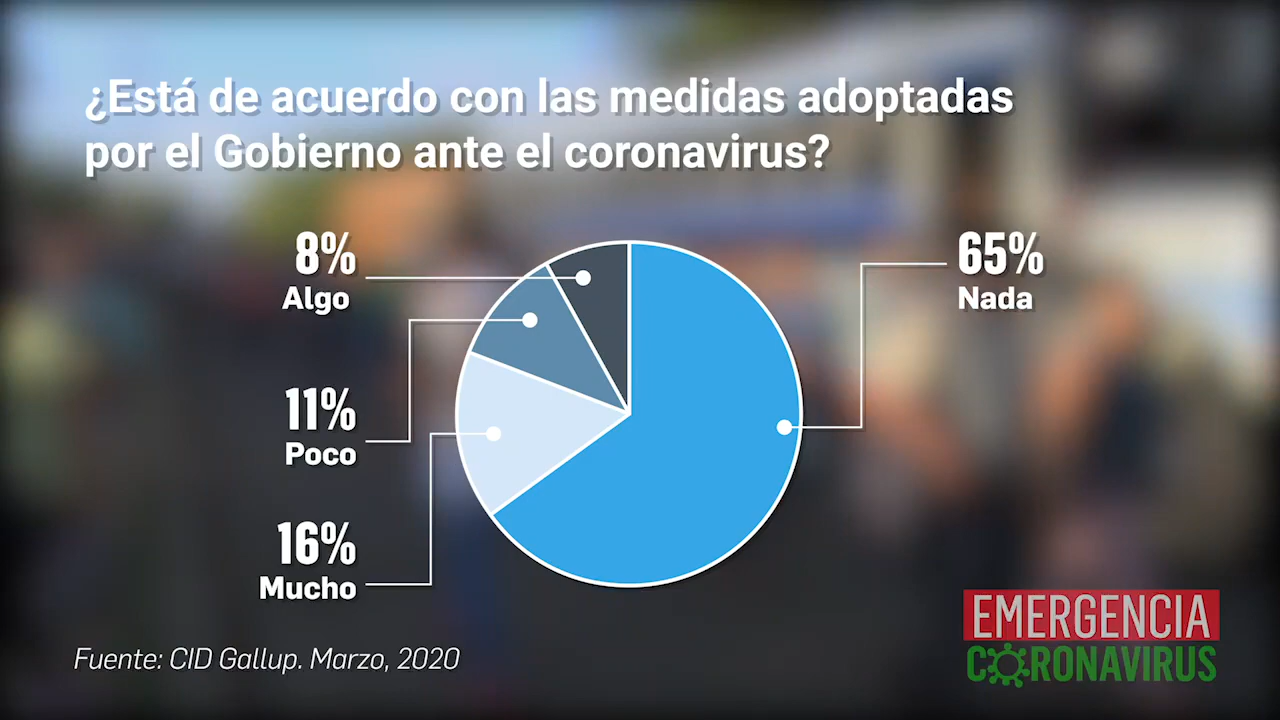 ¿Está de acuerdo con las medidas adoptadas
por el Gobierno ante el coronavirus?
8%
Algo
65%
Nada
11%
Poco
16%
Mucho
Fuente: CID Gallup. Marzo, 2020
EMERGENCIA
CORONAVIRUS